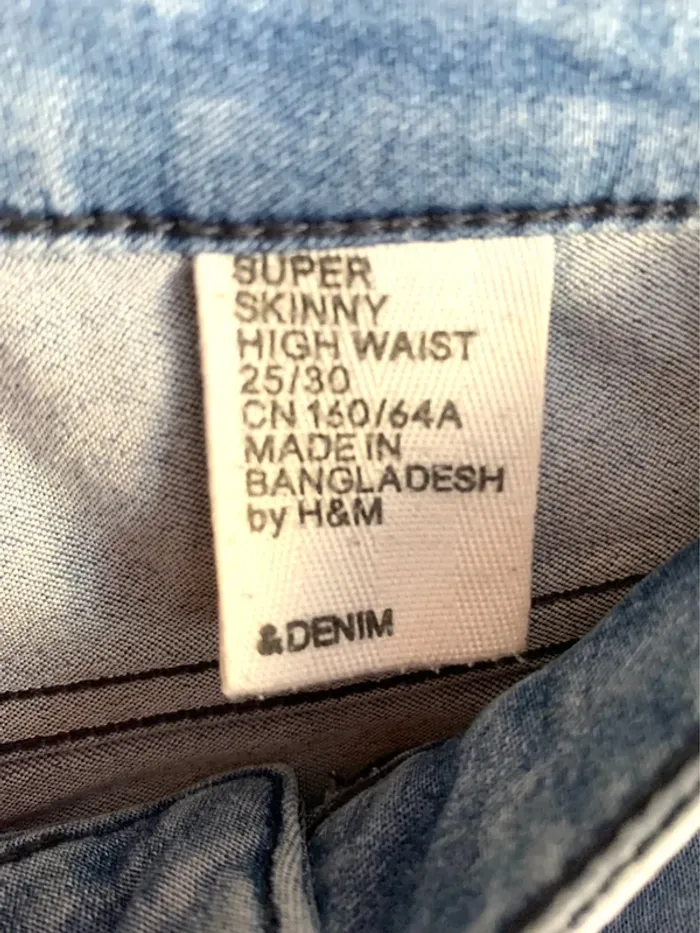 SUPER
SKINNY
HIGH WAIST
25/30
CN 160/64A
MADE IN
BANGLADESH
by H&M
&DENIM